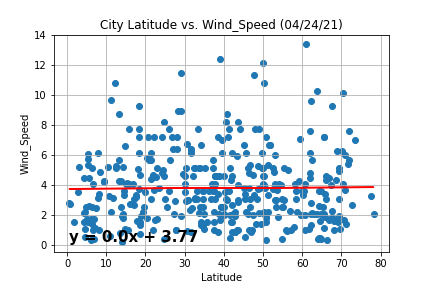 City Latitude vs. Wind_Speed (04/24/21)
14
12
10
8
6
4
2
0
Wind_Speed
y = 0.0x + 3.77
0 10 20 30 40 50 60 70 80
Latitude